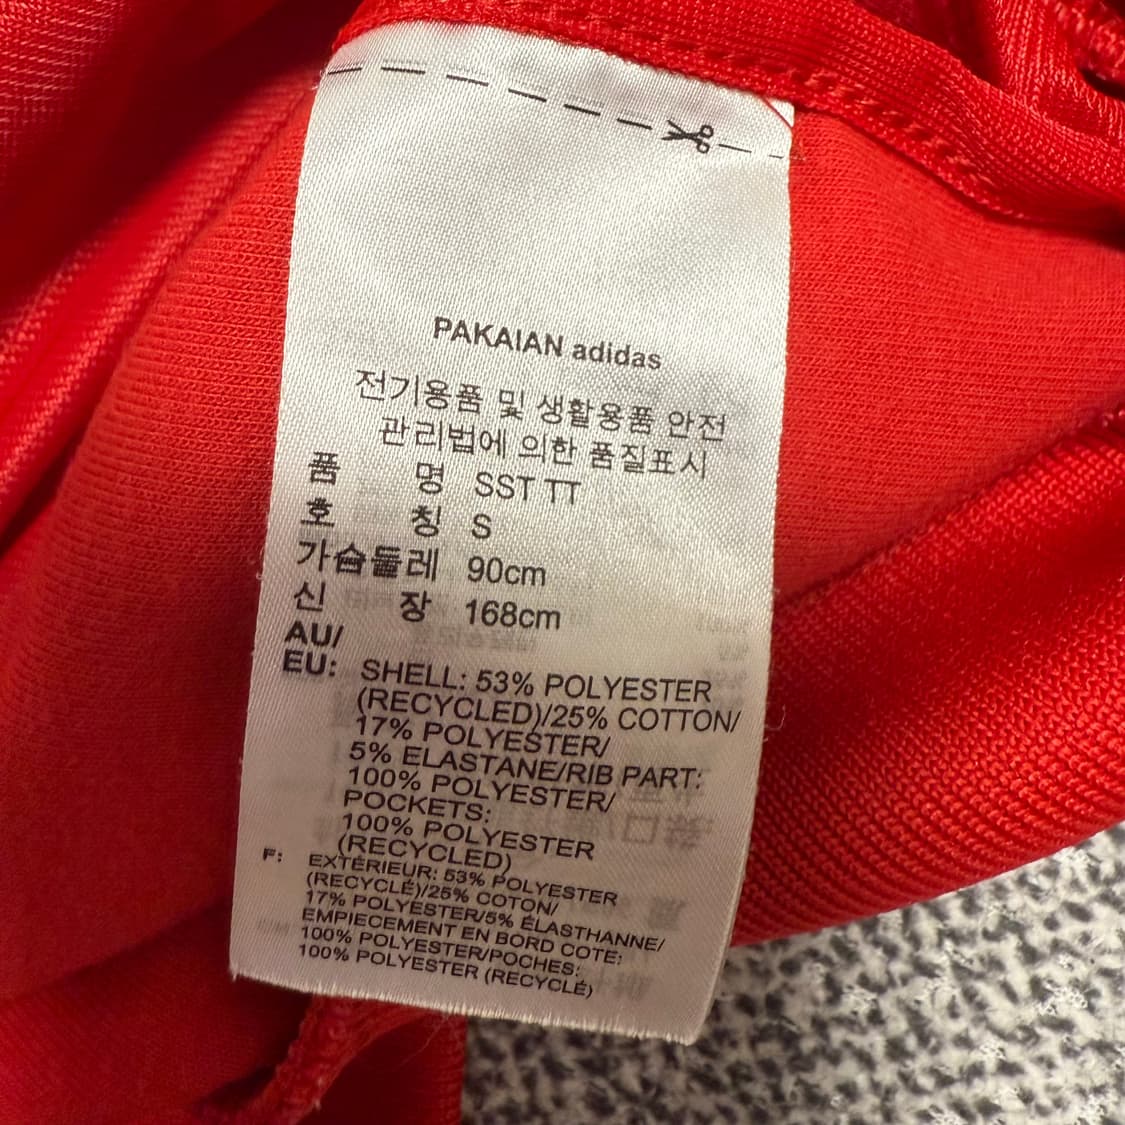 PAKAIAN adidas
전기용품 및 생활용품 안전
관리법에 의한 품질표시
품 명 SST TT
호 칭 S
가슴둘레 90cm
신 장 168cm
AU/
EU: SHELL: 53% POLYESTER
(RECYCLED)/25% COTTON/
17% POLYESTER/
5% ELASTANE/RIB PART:
100% POLYESTER/
POCKETS:
100% POLYESTER
(RECYCLED)
F: EXTÉRIEUR: 53% POLYESTER
(RECYCLÉ)/25% COTON/
17% POLYESTER/5% ÉLASTHANNE/
EMPIECEMENT EN BORD COTE:
100% POLYESTER/POCHES:
100% POLYESTER (RECYCLÉ)